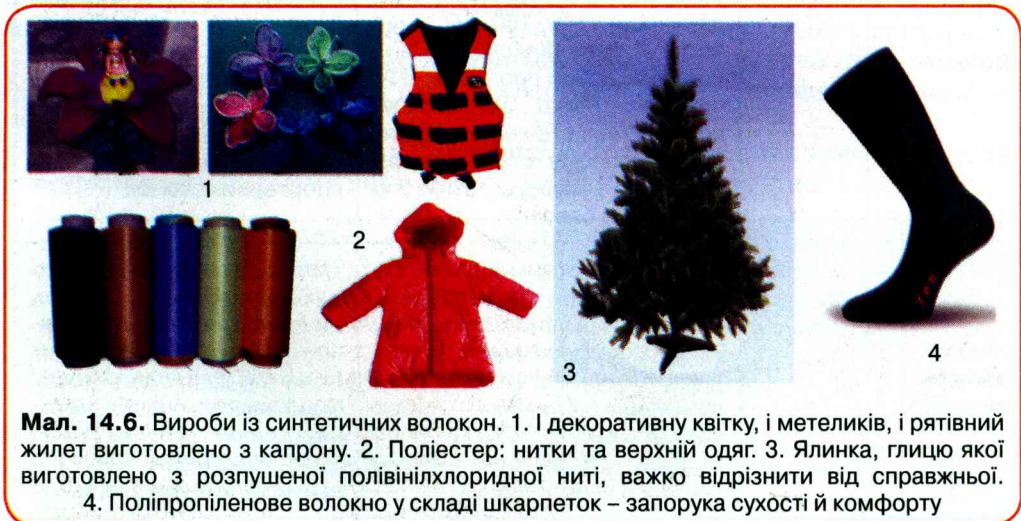 1
2
3
4
Мал. 14.6. Вироби із синтетичних волокон. 1. І декоративну квітку, і метеликів, і рятівний
жилет виготовлено з капрону. 2. Поліестер: нитки та верхній одяг. 3. Ялинка, глицю якої
виготовлено з розпушеної полівінілхлоридної ниті, важко відрізнити від справжньої.
4. Поліпропіленове волокно у складі шкарпеток – запорука сухості й комфорту